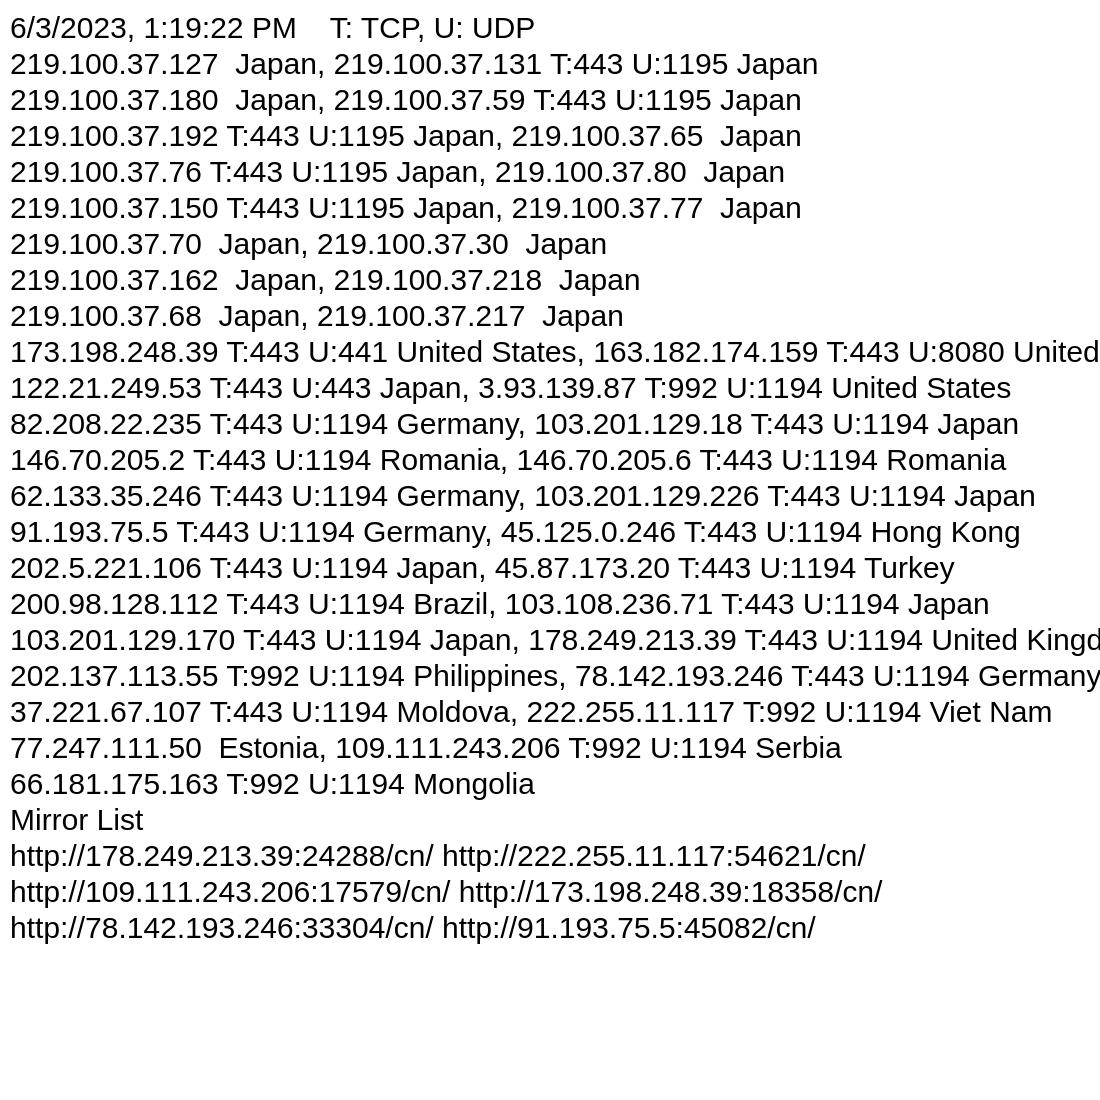 6/3/2023, 1:19:22 PM    T: TCP, U: UDP
219.100.37.127  Japan, 219.100.37.131 T:443 U:1195 Japan
219.100.37.180  Japan, 219.100.37.59 T:443 U:1195 Japan
219.100.37.192 T:443 U:1195 Japan, 219.100.37.65  Japan
219.100.37.76 T:443 U:1195 Japan, 219.100.37.80  Japan
219.100.37.150 T:443 U:1195 Japan, 219.100.37.77  Japan
219.100.37.70  Japan, 219.100.37.30  Japan
219.100.37.162  Japan, 219.100.37.218  Japan
219.100.37.68  Japan, 219.100.37.217  Japan
173.198.248.39 T:443 U:441 United States, 163.182.174.159 T:443 U:8080 United
122.21.249.53 T:443 U:443 Japan, 3.93.139.87 T:992 U:1194 United States
82.208.22.235 T:443 U:1194 Germany, 103.201.129.18 T:443 U:1194 Japan
146.70.205.2 T:443 U:1194 Romania, 146.70.205.6 T:443 U:1194 Romania
62.133.35.246 T:443 U:1194 Germany, 103.201.129.226 T:443 U:1194 Japan
91.193.75.5 T:443 U:1194 Germany, 45.125.0.246 T:443 U:1194 Hong Kong
202.5.221.106 T:443 U:1194 Japan, 45.87.173.20 T:443 U:1194 Turkey
200.98.128.112 T:443 U:1194 Brazil, 103.108.236.71 T:443 U:1194 Japan
103.201.129.170 T:443 U:1194 Japan, 178.249.213.39 T:443 U:1194 United Kingd
202.137.113.55 T:992 U:1194 Philippines, 78.142.193.246 T:443 U:1194 Germany
37.221.67.107 T:443 U:1194 Moldova, 222.255.11.117 T:992 U:1194 Viet Nam
77.247.111.50  Estonia, 109.111.243.206 T:992 U:1194 Serbia
66.181.175.163 T:992 U:1194 Mongolia
Mirror List
http://178.249.213.39:24288/cn/ http://222.255.11.117:54621/cn/
http://109.111.243.206:17579/cn/ http://173.198.248.39:18358/cn/
http://78.142.193.246:33304/cn/ http://91.193.75.5:45082/cn/